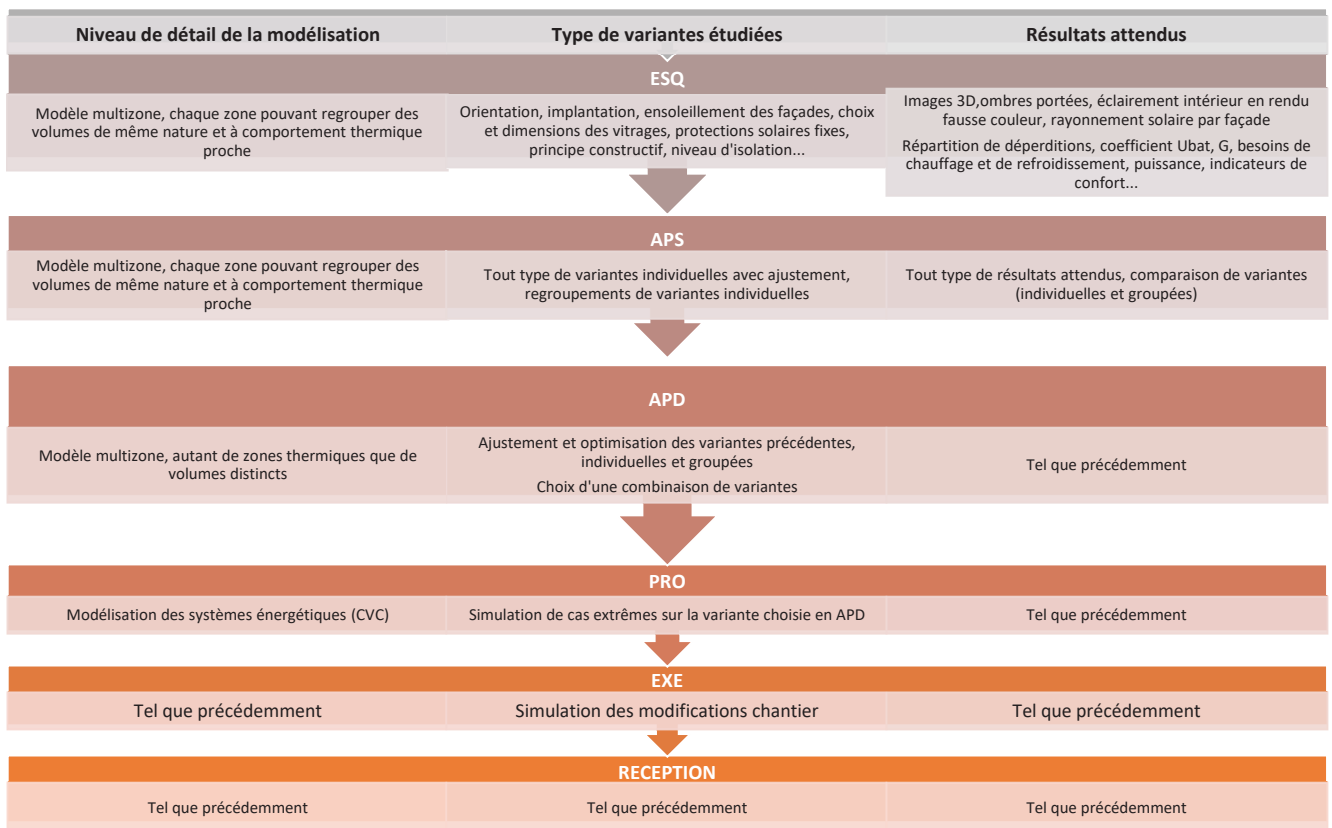 Niveau de détail de la modélisation
Type de variantes étudiées
Résultats attendus
ESQ
Modèle multizone, chaque zone pouvant regrouper des
volumes de même nature et à comportement thermique
proche
Orientation, implantation, ensoleillement des façades, choix
et dimensions des vitrages, protections solaires fixes,
principe constructif, niveau d'isolation...
Images 3D,ombres portées, éclairement intérieur en rendu
fausse couleur, rayonnement solaire par façade
Répartition de déperditions, coefficient Ubat, G, besoins de
chauffage et de refroidissement, puissance, indicateurs de
confort...
APS
Modèle multizone, chaque zone pouvant regrouper des
volumes de même nature et à comportement thermique
proche
Tout type de variantes individuelles avec ajustement,
regroupements de variantes individuelles
Tout type de résultats attendus, comparaison de variantes
(individuelles et groupées)
APD
Modèle multizone, autant de zones thermiques que de
volumes distincts
Ajustement et optimisation des variantes précédentes,
individuelles et groupées
Choix d'une combinaison de variantes
Tel que précédemment
PRO
Modélisation des systèmes énergétiques (CVC)
Simulation de cas extrêmes sur la variante choisie en APD
Tel que précédemment
EXE
Tel que précédemment
Simulation des modifications chantier
Tel que précédemment
RECEPTION
Tel que précédemment
Tel que précédemment
Tel que précédemment